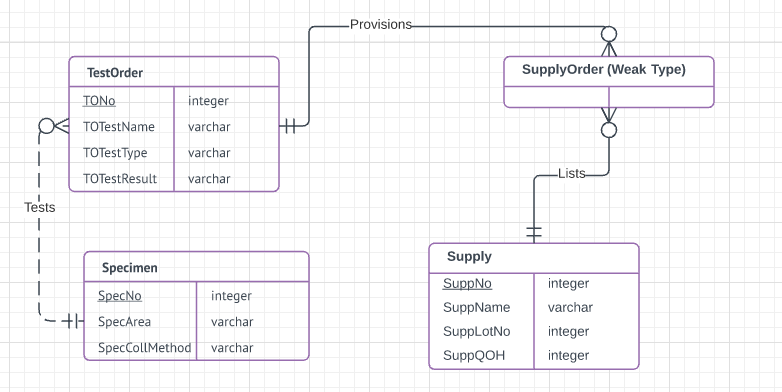 Provisions
TestOrder
TONo integer
TOTestName varchar
TOTestType varchar
TOTestResult varchar
SupplyOrder (Weak Type)
Lists
Tests
Specimen
SpecNo integer
SpecArea varchar
SpecCollMethod varchar
Supply
SuppNo integer
SuppName varchar
SuppLotNo integer
SuppQOH integer